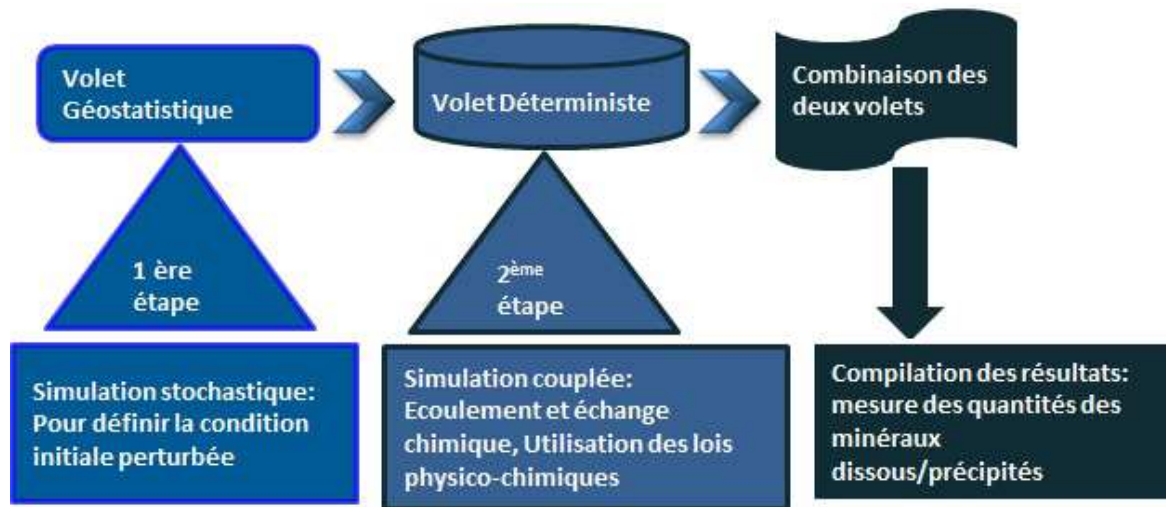 Volet
Géostatistique
Volet Déterministe
Combinaison des
deux volets
1 ère
étape
2ème
étape
Simulation stochastique:
Pour définir la condition
initiale perturbée
Simulation couplée:
Ecoulement et échange
chimique, Utilisation des lois
physico-chimiques
Compilation des résultats:
mesure des quantités des
minéraux
dissous/précipités